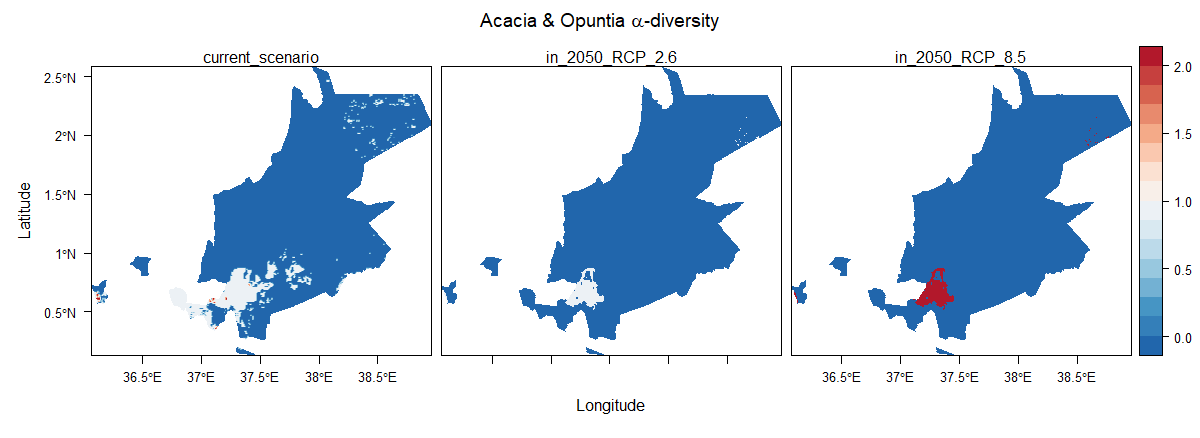 Acacia & Opuntia α-diversity
current_scenario
in_2050_RCP_2.6
in_2050_RCP_8.5
2.5°N
2°N
1.5°N
1°N
0.5°N
Latitude
2.0
1.5
1.0
0.5
0.0
36.5°E 37°E 37.5°E 38°E 38.5°E
36.5°E 37°E 37.5°E 38°E 38.5°E
Longitude